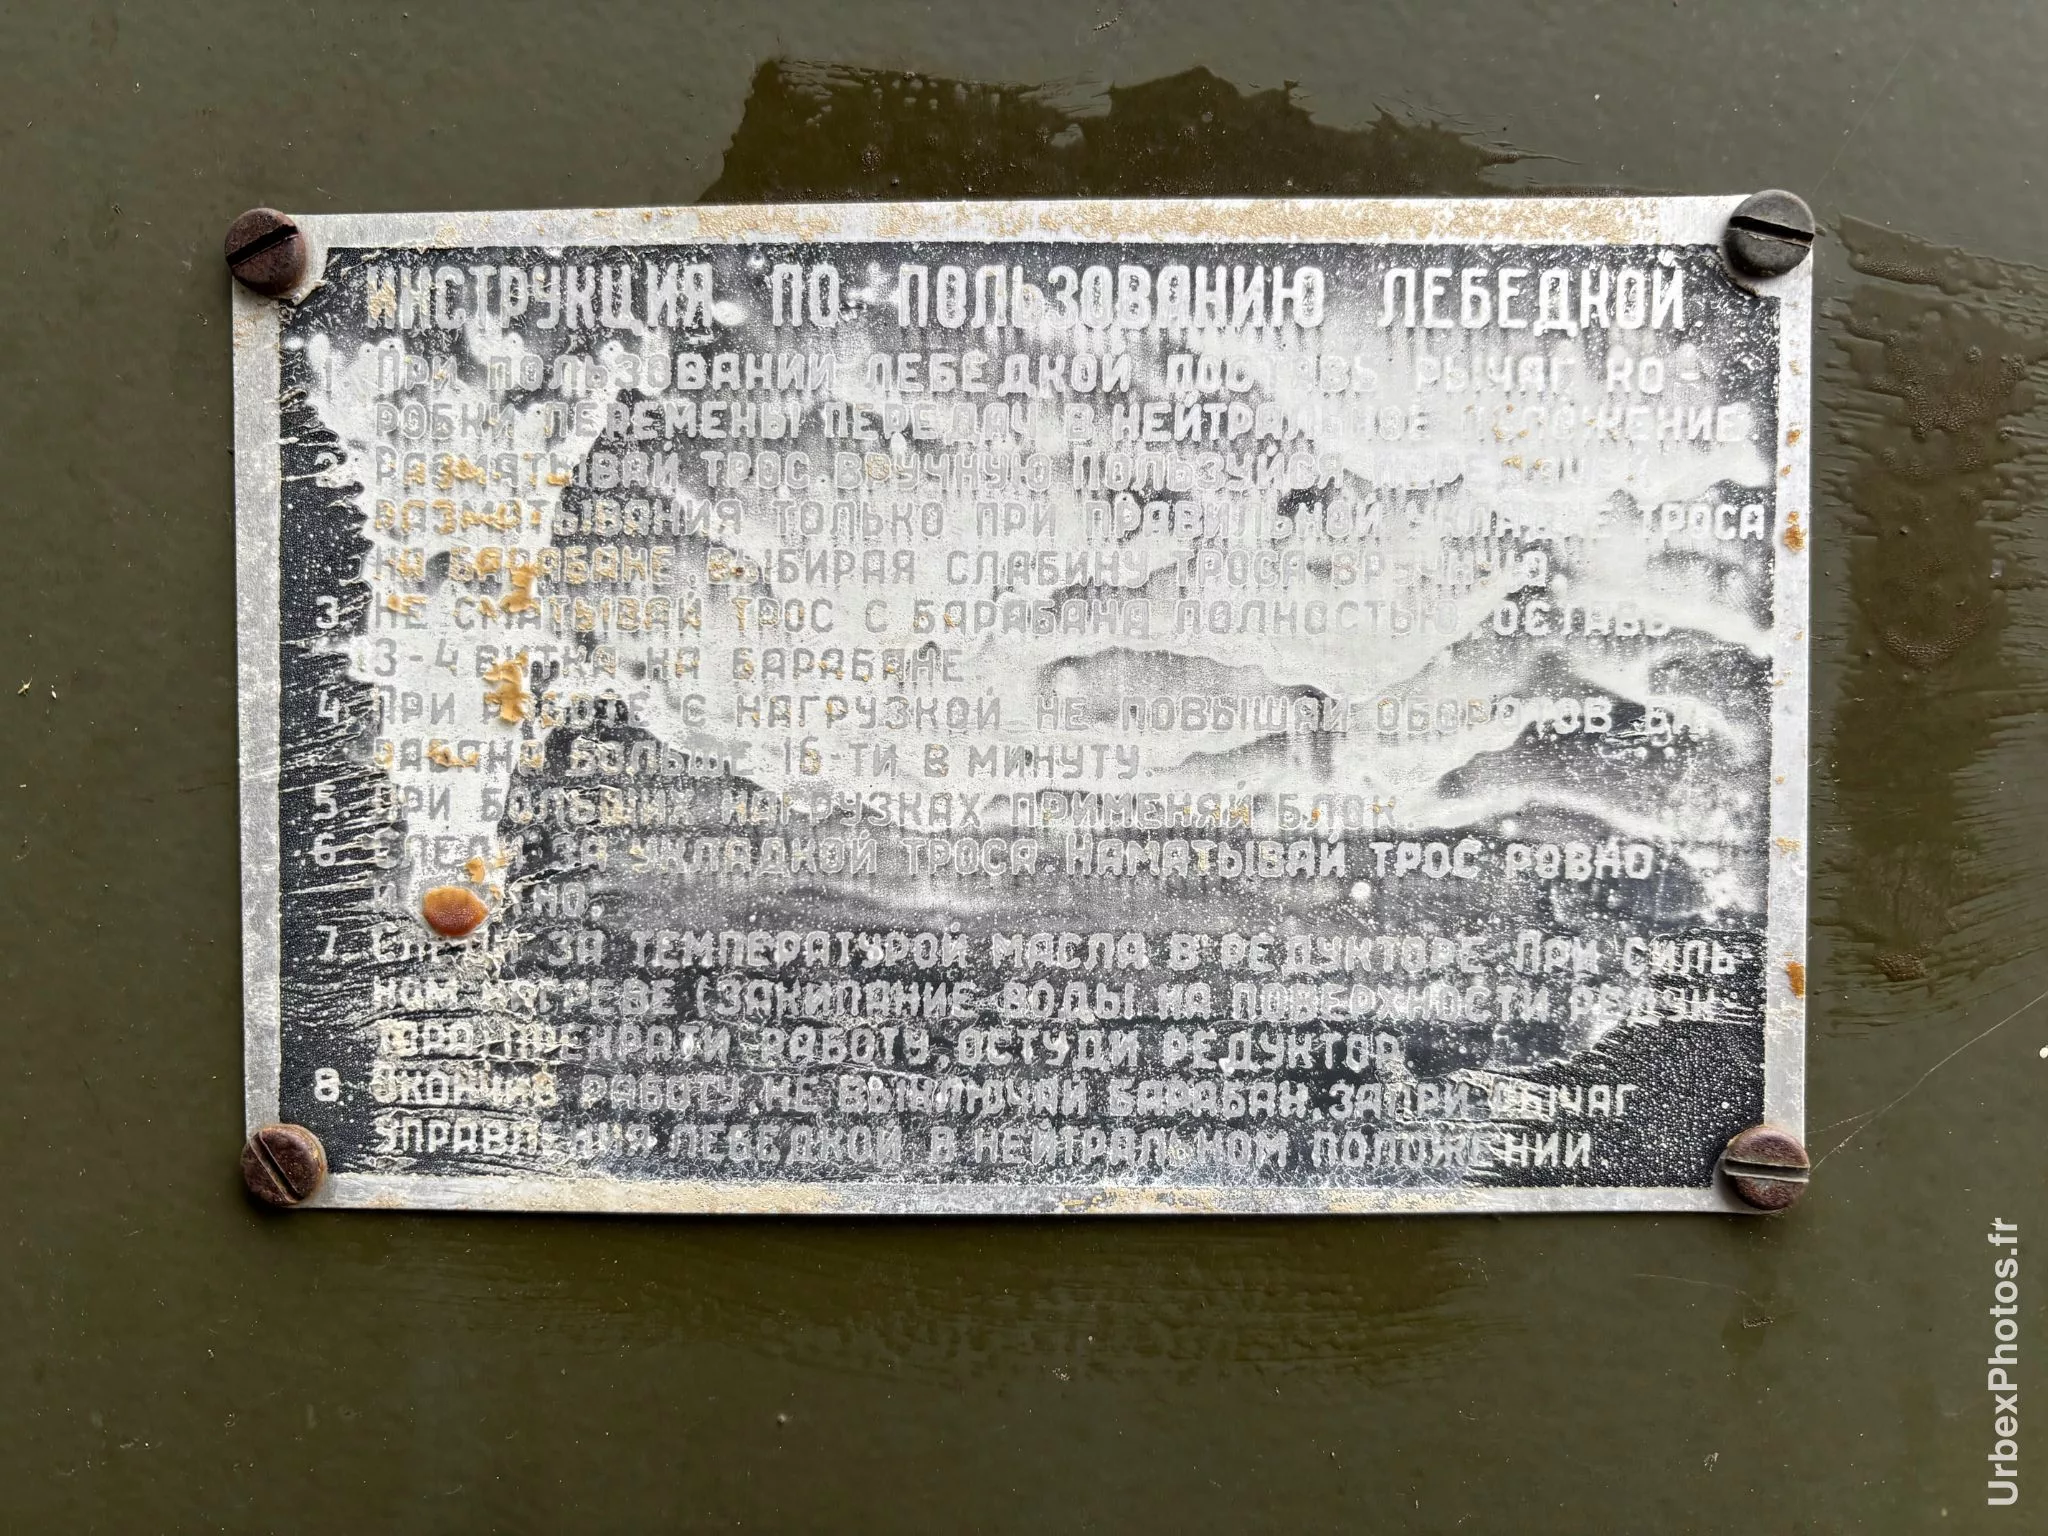 ИНСТРУКЦИЯ ПО ПОЛЬЗОВАНИЮ ЛЕБЕДКОЙ
1 ПРИ ПОЛЬЗОВАНИИ ЛЕБЕДКОЙ ПОСТАВЬ РЫЧАГ КО-
РОБКИ ПЕРЕМЕНЫ ПЕРЕДАЧ В НЕЙТРАЛЬНОЕ ПОЛОЖЕНИЕ.
2 РАЗМАТЫВАЙ ТРОС ВРУЧНУЮ ПОЛЬЗУЙСЯ
РАЗМАТЫВАНИЯ ТОЛЬКО ПРИ ПРАВИЛЬНОЙ УКЛАДКЕ ТРОСА
НА БАРАБАНЕ, ВЫБИРАЯ СЛАБИНУ ТРОСА ВРУЧНУЮ.
3 НЕ СМАТЫВАЙ ТРОС С БАРАБАНА ПОЛНОСТЬЮ, ОСТАВЬ
3-4 ВИТКА НА БАРАБАНЕ.
4 ПРИ РАБОТЕ С НАГРУЗКОЙ НЕ ПОВЫШАЙ ОБОРОТОВ БА-
РАБАНА БОЛЬШЕ 16-ТИ В МИНУТУ.
5 ПРИ БОЛЬШИХ НАГРУЗКАХ ПРИМЕНЯЙ БЛОК.
6 СЛЕДИ ЗА УКЛАДКОЙ ТРОСА. НАМАТЫВАЙ ТРОС РОВНО
И
7 СЛЕДИ ЗА ТЕМПЕРАТУРОЙ МАСЛА В РЕДУКТОРЕ. ПРИ СИЛЬ-
НОМ НАГРЕВЕ (ЗАКИПАНИЕ ВОДЫ НА ПОВЕРХНОСТИ РЕДУК-
ТОРА) ПРЕКРАТИ РАБОТУ, ОСТУДИ РЕДУКТОР.
8 ОКОНЧИВ РАБОТУ, НЕ ВЫКЛЮЧАЙ БАРАБАН, ЗАПРИ РЫЧАГ
УПРАВЛЕНИЯ ЛЕБЕДКОЙ В НЕЙТРАЛЬНОМ ПОЛОЖЕНИИ.
UrbexPhotos.fr